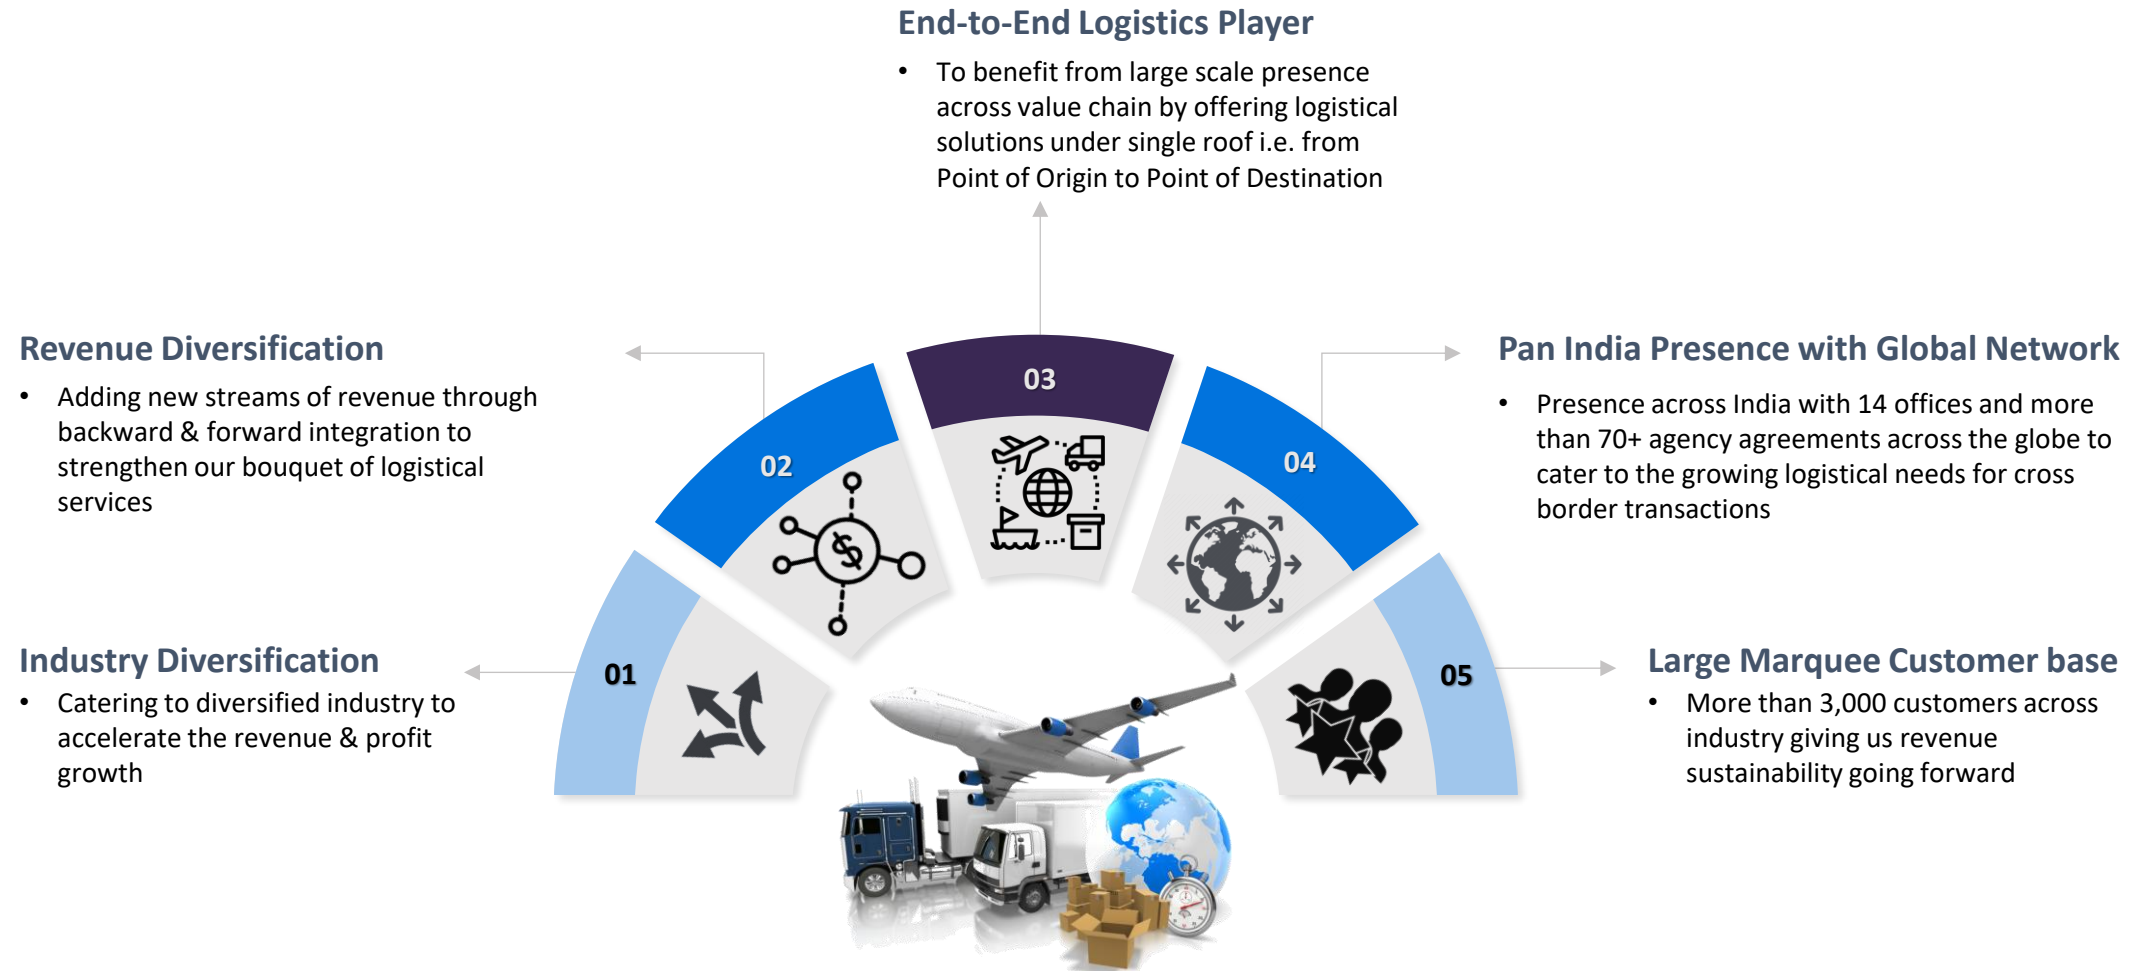 End-to-End Logistics Player
• To benefit from large scale presence
across value chain by offering logistical
solutions under single roof i.e. from
Point of Origin to Point of Destination
Revenue Diversification
• Adding new streams of revenue through
backward & forward integration to
strengthen our bouquet of logistical
services
Industry Diversification
• Catering to diversified industry to
accelerate the revenue & profit
growth
01
02
03
04
05
$
Pan India Presence with Global Network
• Presence across India with 14 offices and more
than 70+ agency agreements across the globe to
cater to the growing logistical needs for cross
border transactions
Large Marquee Customer base
• More than 3,000 customers across
industry giving us revenue
sustainability going forward